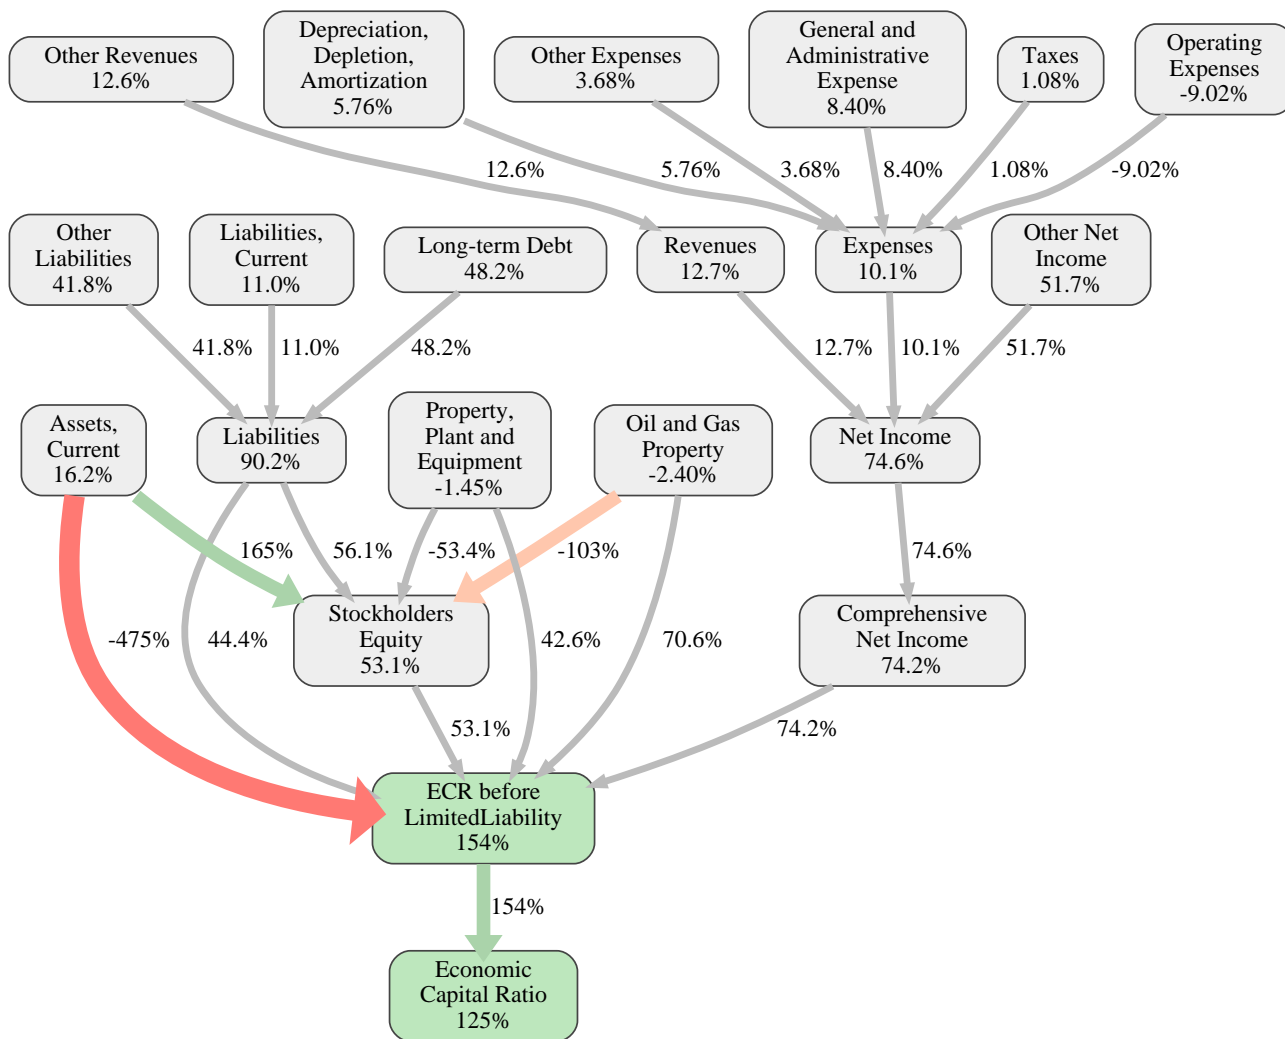 Other Revenues
12.6%
Depreciation,
Depletion,
Amortization
5.76%
Other Expenses
3.68%
General and
Administrative
Expense
8.40%
Taxes
1.08%
Operating
Expenses
-9.02%
12.6%
5.76%
3.68%
8.40%
1.08%
-9.02%
Other
Liabilities
41.8%
Liabilities,
Current
11.0%
Long-term Debt
48.2%
Revenues
12.7%
Expenses
10.1%
Other Net
Income
51.7%
41.8%
11.0%
48.2%
12.7%
10.1%
51.7%
Assets,
Current
16.2%
Liabilities
90.2%
Property,
Plant and
Equipment
-1.45%
Oil and Gas
Property
-2.40%
Net Income
74.6%
165%
56.1%
-53.4%
-103%
74.6%
-475%
44.4%
Stockholders
Equity
53.1%
42.6%
70.6%
Comprehensive
Net Income
74.2%
53.1%
74.2%
ECR before
LimitedLiability
154%
154%
Economic
Capital Ratio
125%